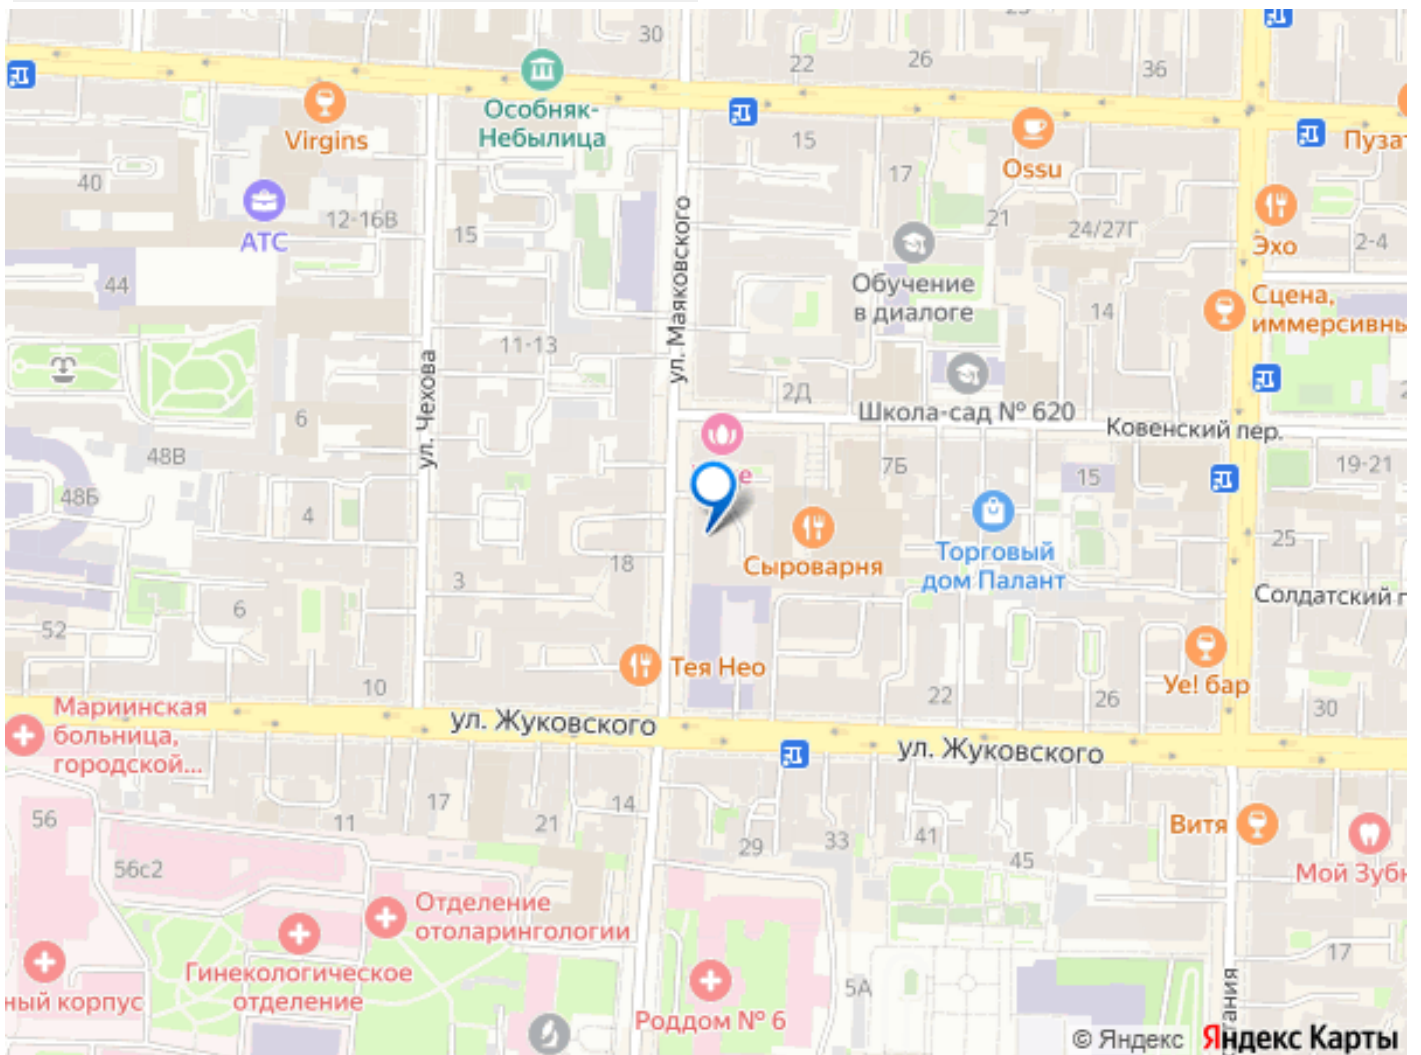 30
22
26
36
Virgins
Особняк-
Небылица
15
Ossu
Пузат
40
АТС
12-16В
15
17
21
24/27Г
Эхо
2-4
44
ул. Маяковского
Обучение
в диалоге
14
Сцена,
иммерсивны
11-13
ул. Чехова
6
2Д
Школа-сад № 620
Ковенский пер.
48В
48Б
4
7Б
15
19-21
18
Сыроварня
Торговый
дом Палант
25
3
6
Солдатский п
52
Тея Нео
10
22
26
Уе! бар
30
Мариинская
больница,
городской...
ул. Жуковского
ул. Жуковского
56
11
17
21
14
29
33
41
45
Витя
Мой Зубн
56с2
Отделение
отоларингологии
Гинекологическое
отделение
ный корпус
Роддом № 6
5А
17
ания
© Яндекс
Яндекс Карты